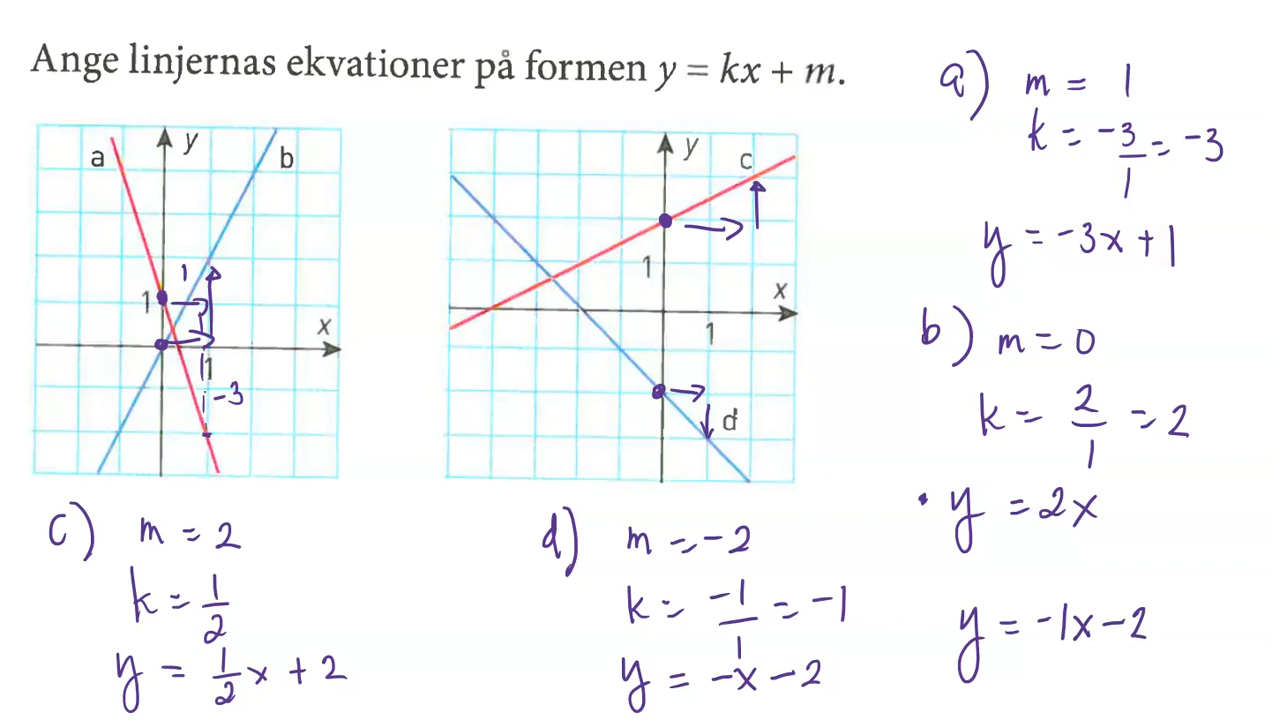 Ange linjernas ekvationer på formen y = kx + m.
a
y
b
1
1
x
1
-3
y
c
1
x
1
d
a) m = 1
k = -3/1 = -3
y = -3x + 1
b) m = 0
k = 2/1 = 2
· y = 2x
c) m = 2
k = 1/2
y = 1/2 x + 2
d) m = -2
k = -1/1 = -1
y = -x - 2
y = -1x - 2